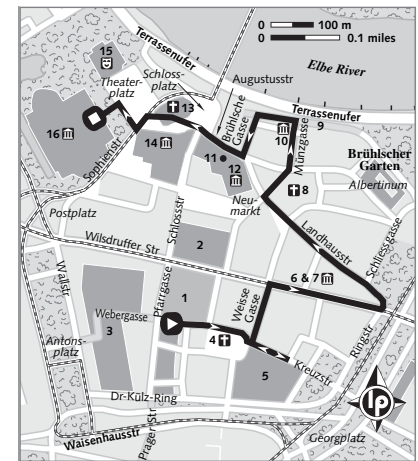 0 100 m
0 0.1 miles
Elbe River
15
Terrassenufer
Theater-
platz
Schloss-
platz
Augustusstr
13
Brühlsche
Gasse
Terrassenufer
9
10
Münzgasse
Brühlscher
Garten
Albertinum
16
Sophienstr
14
11
12
8
Neu-
markt
Postplatz
Schlossstr
Landhausstr
Schiessgasse
Wilsdruffer Str
2
Wallstr
6 & 7
Pfarrgasse
1
Weisse
Gasse
Webergasse
3
4
Ringstr
Antons-
platz
5
Kreuzstr
Dr-Külz-Ring
Pragerstr
Waisenhausstr
Georgplatz
lp